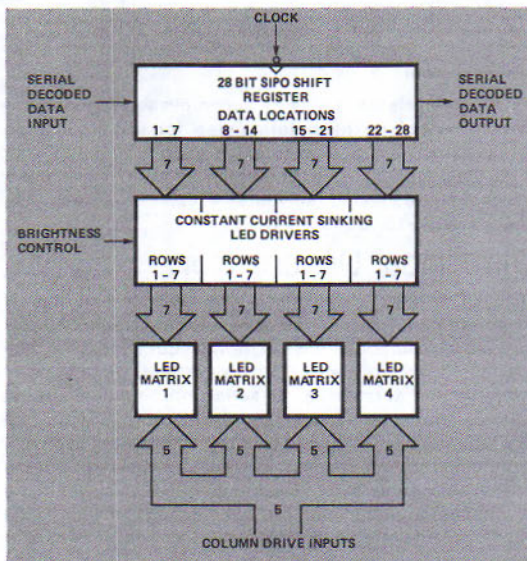 CLOCK
SERIAL
DECODED
DATA
INPUT
28 BIT SIPO SHIFT
REGISTER
DATA LOCATIONS
1 – 7 8 – 14 15 – 21 22 – 28
SERIAL
DECODED
DATA
OUTPUT
7 7 7 7
BRIGHTNESS
CONTROL
CONSTANT CURRENT SINKING
LED DRIVERS
ROWS ROWS ROWS ROWS
1 – 7 1 – 7 1 – 7 1 – 7
7 7 7 7
LED
MATRIX
1
LED
MATRIX
2
LED
MATRIX
3
LED
MATRIX
4
5 5 5 5
5
COLUMN DRIVE INPUTS